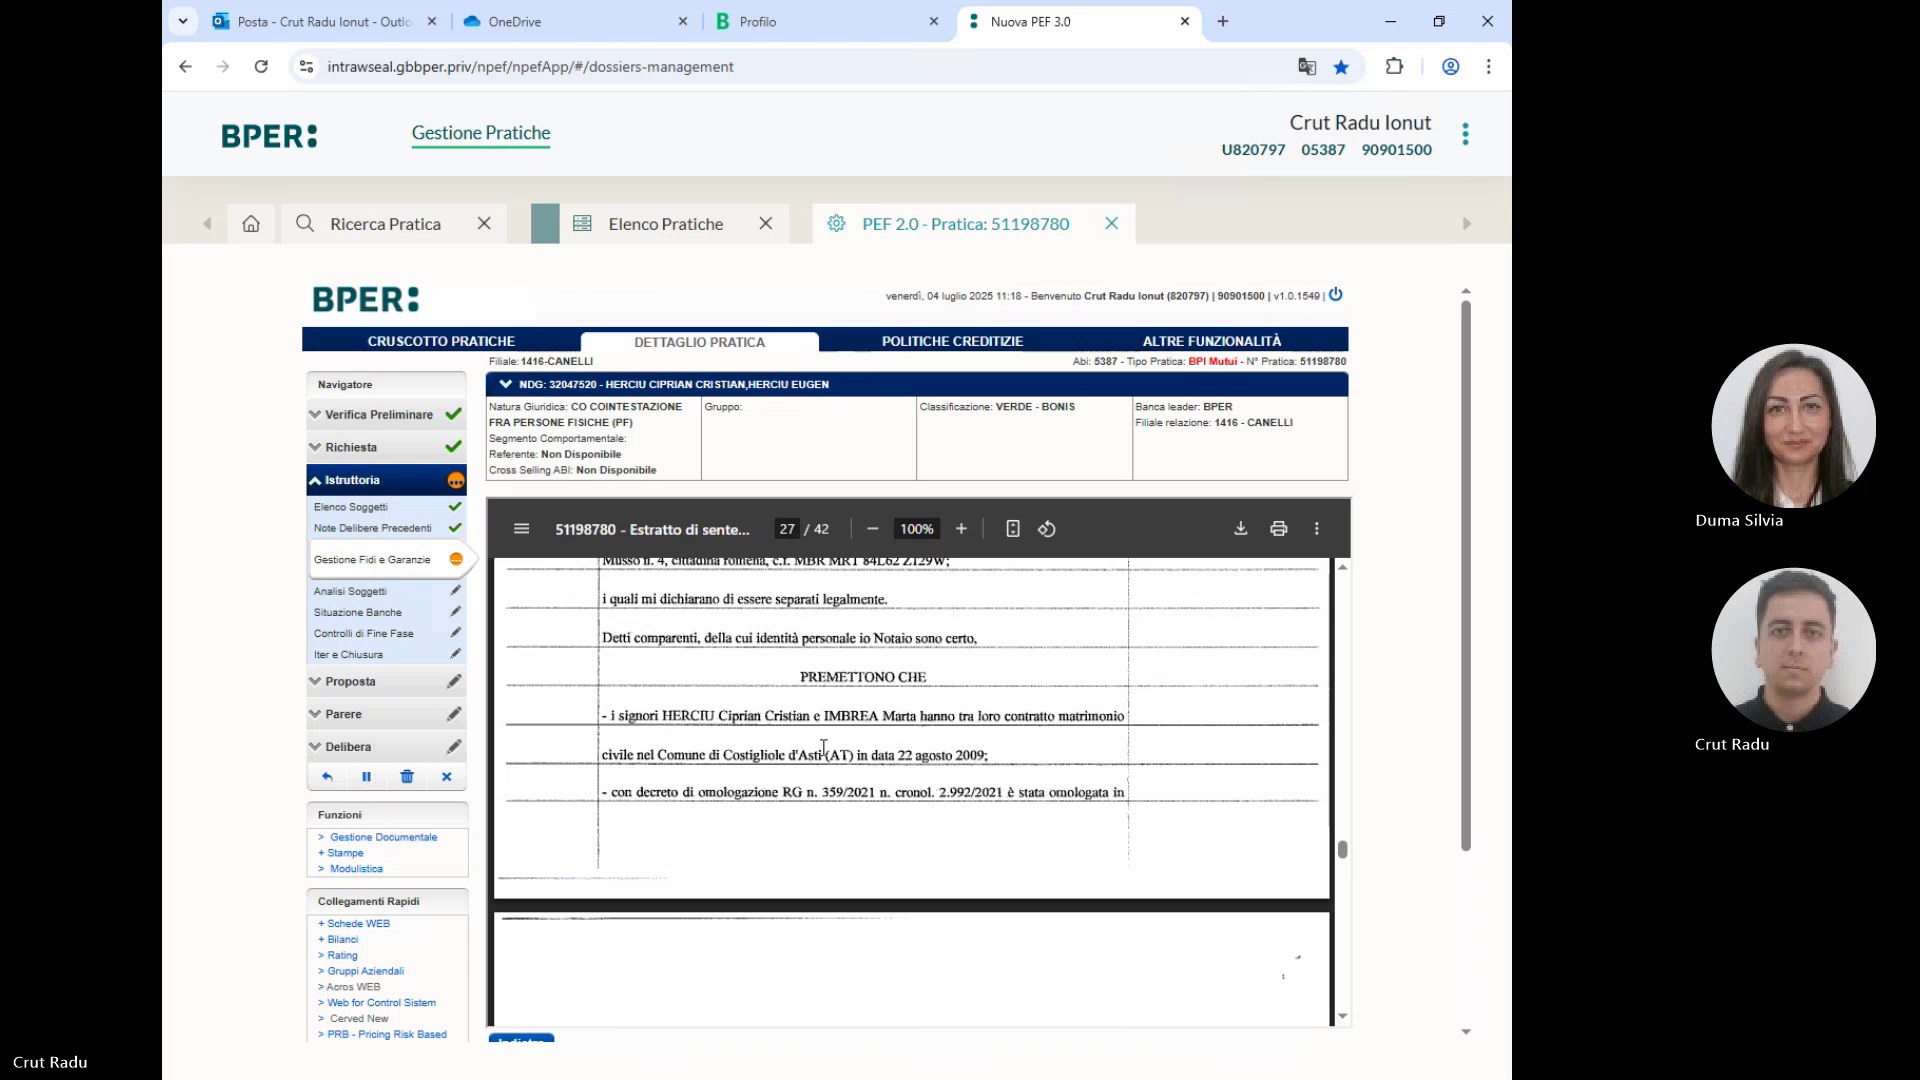 Posta - Crut Radu Ionut - Outlo
OneDrive
Profilo
Nuova PEF 3.0
intrawseal.gbbper.priv/npef/npefApp/#/dossiers-management
BPER:
Gestione Pratiche
Crut Radu Ionut
U820797 05387 90901500
Ricerca Pratica
Elenco Pratiche
PEF 2.0 - Pratica: 51198780
BPER:
venerdì, 04 luglio 2025 11:18 - Benvenuto Crut Radu Ionut (820797) | 90901500 | v1.0.1549 |
CRUSCOTTO PRATICHE
DETTAGLIO PRATICA
POLITICHE CREDITIZIE
ALTRE FUNZIONALITÀ
Filiale: 1416-CANELLI
Abi: 5387 - Tipo Pratica: BPI Mutui - N° Pratica: 51198780
Navigatore
Verifica Preliminare
Richiesta
Istruttoria
Elenco Soggetti
Note Delibere Precedenti
Gestione Fidi e Garanzie
Analisi Soggetti
Situazione Banche
Controlli di Fine Fase
Iter e Chiusura
Proposta
Parere
Delibera
Funzioni
> Gestione Documentale
+ Stampe
> Modulistica
Collegamenti Rapidi
+ Schede WEB
+ Bilanci
> Rating
> Gruppi Aziendali
> Acros WEB
> Web for Control Sistem
> Cerved New
> PRB - Pricing Risk Based
NDG: 32047520 - HERCIU CIPRIAN CRISTIAN,HERCIU EUGEN
Natura Giuridica: CO COINTESTAZIONE
FRA PERSONE FISICHE (PF)
Segmento Comportamentale:
Referente: Non Disponibile
Cross Selling ABI: Non Disponibile
Gruppo:
Classificazione: VERDE - BONIS
Banca leader: BPER
Filiale relazione: 1416 - CANELLI
51198780 - Estratto di sente...
27 / 42
100%
Musso n. 4, cittadina romena, c.f. MBR MRT 84L62 Z129W;
i quali mi dichiarano di essere separati legalmente.
Detti comparenti, della cui identità personale io Notaio sono certo,
PREMETTONO CHE
- i signori HERCIU Ciprian Cristian e IMBREA Marta hanno tra loro contratto matrimonio
civile nel Comune di Costigliole d'Asti (AT) in data 22 agosto 2009;
- con decreto di omologazione RG n. 359/2021 n. cronol. 2.992/2021 è stata omologata in
Indietro
Duma Silvia
Crut Radu
Crut Radu